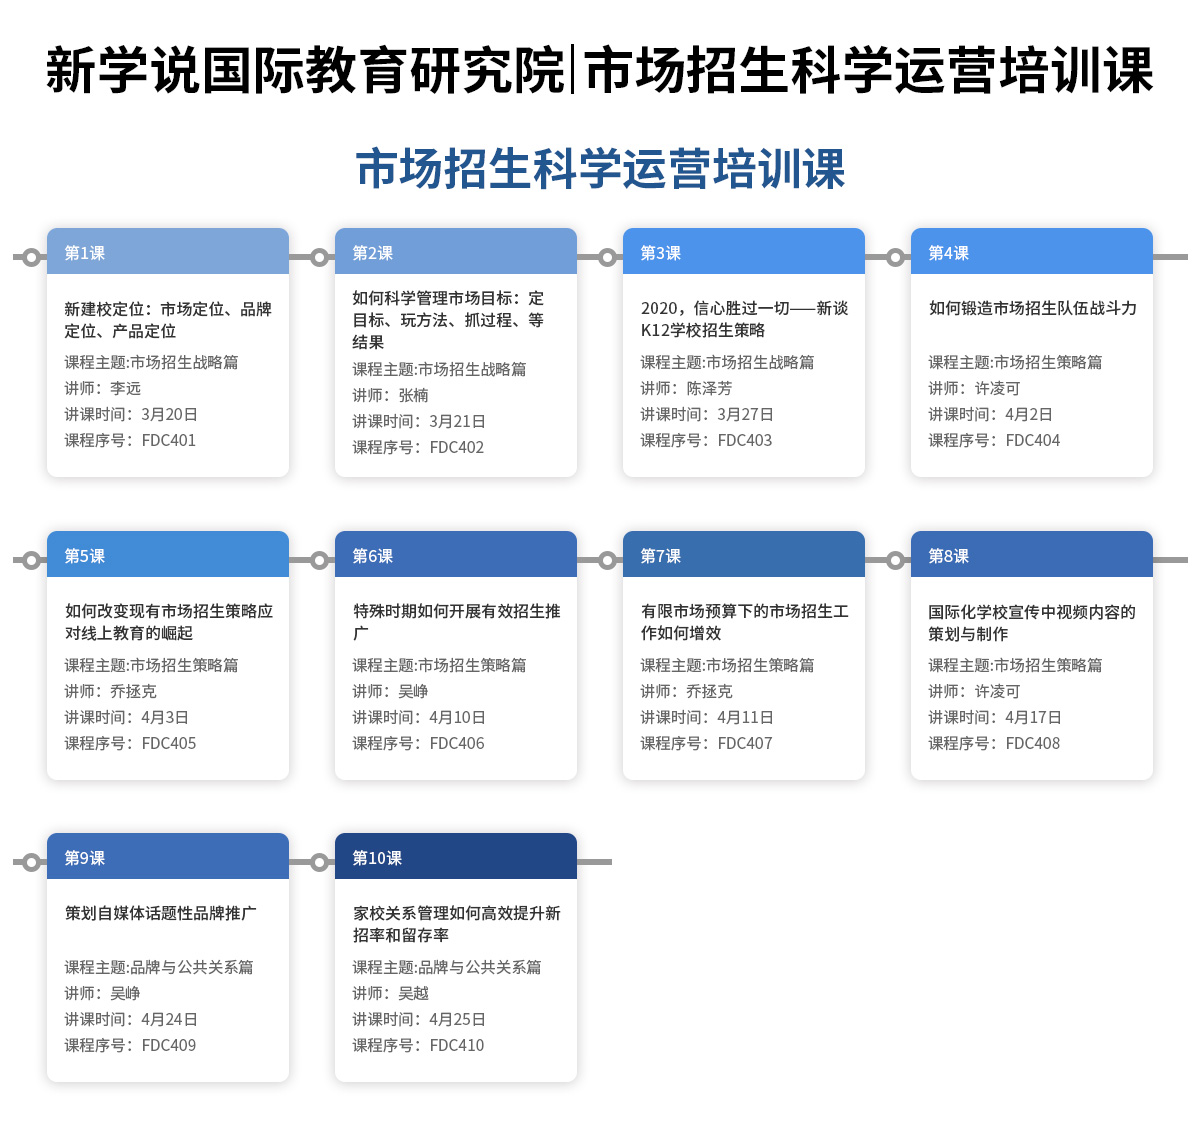 新学说国际教育研究院|市场招生科学运营培训课
市场招生科学运营培训课
第1课
新建校定位：市场定位、品牌
定位、产品定位
课程主题:市场招生战略篇
讲师：李远
讲课时间：3月20日
课程序号：FDC401
第2课
如何科学管理市场目标：定
目标、玩方法、抓过程、等
结果
课程主题:市场招生战略篇
讲师：张楠
讲课时间：3月21日
课程序号：FDC402
第3课
2020，信心胜过一切——新谈
K12学校招生策略
课程主题:市场招生战略篇
讲师：陈泽芳
讲课时间：3月27日
课程序号：FDC403
第4课
如何锻造市场招生队伍战斗力
课程主题:市场招生策略篇
讲师：许凌可
讲课时间：4月2日
课程序号：FDC404
第5课
如何改变现有市场招生策略应
对线上教育的崛起
课程主题:市场招生策略篇
讲师：乔拯克
讲课时间：4月3日
课程序号：FDC405
第6课
特殊时期如何开展有效招生推
广
课程主题:市场招生策略篇
讲师：吴峥
讲课时间：4月10日
课程序号：FDC406
第7课
有限市场预算下的市场招生工
作如何增效
课程主题:市场招生策略篇
讲师：乔拯克
讲课时间：4月11日
课程序号：FDC407
第8课
国际化学校宣传中视频内容的
策划与制作
课程主题:市场招生策略篇
讲师：许凌可
讲课时间：4月17日
课程序号：FDC408
第9课
策划自媒体话题性品牌推广
课程主题:品牌与公共关系篇
讲师：吴峥
讲课时间：4月24日
课程序号：FDC409
第10课
家校关系管理如何高效提升新
招率和留存率
课程主题:品牌与公共关系篇
讲师：吴越
讲课时间：4月25日
课程序号：FDC410